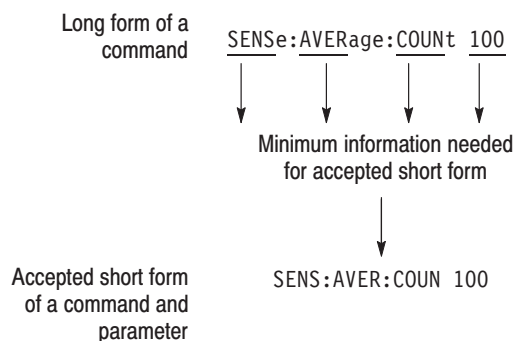 Long form of a
command
SENSe:AVERage:COUNt 100
Minimum information needed
for accepted short form
Accepted short form
of a command and
parameter
SENS:AVER:COUN 100